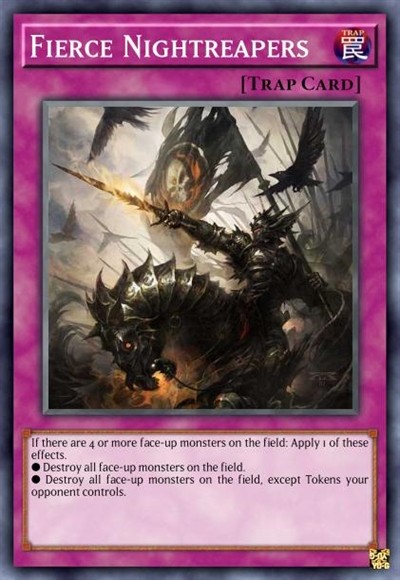 Fierce Nightreapers
TRAP
罠
[Trap Card]
If there are 4 or more face-up monsters on the field: Apply 1 of these
effects.
● Destroy all face-up monsters on the field.
● Destroy all face-up monsters on the field, except Tokens your
opponent controls.